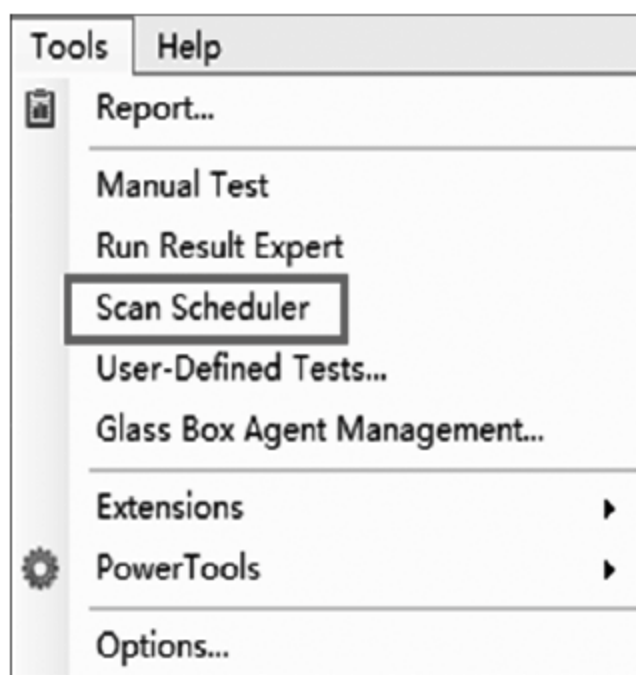 Tools Help
Report...
Manual Test
Run Result Expert
Scan Scheduler
User-Defined Tests...
Glass Box Agent Management...
Extensions
PowerTools
Options...